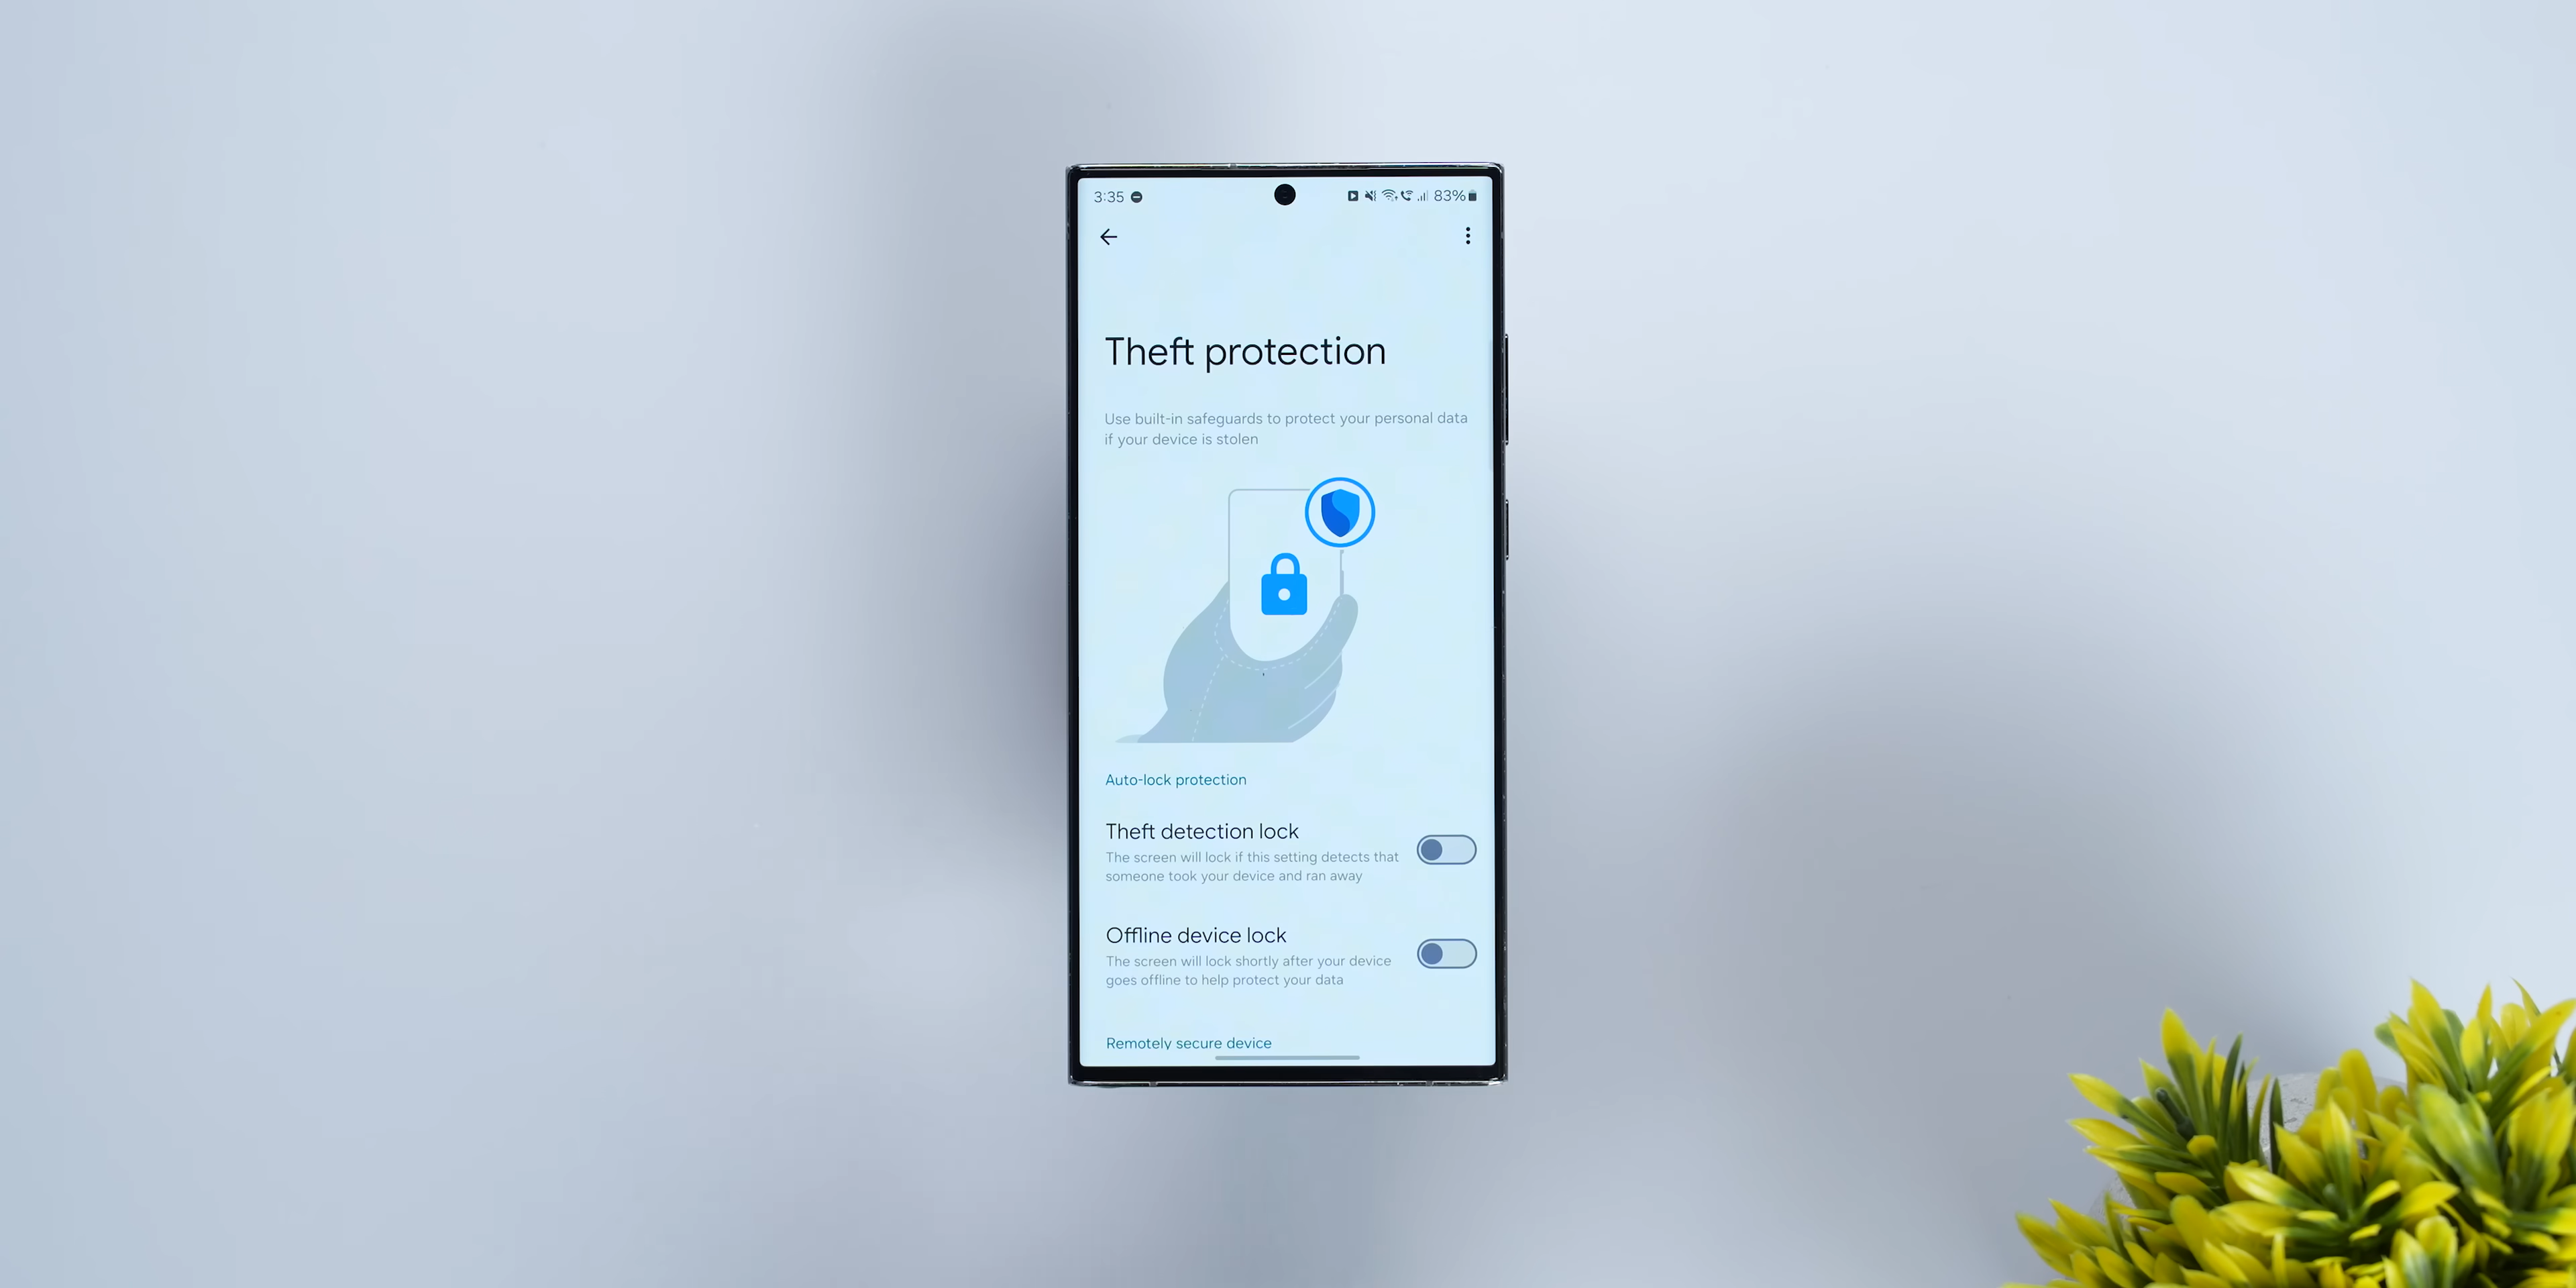 3:35
83%
Theft protection
Use built-in safeguards to protect your personal data
if your device is stolen
Auto-lock protection
Theft detection lock
The screen will lock if this setting detects that
someone took your device and ran away
Offline device lock
The screen will lock shortly after your device
goes offline to help protect your data
Remotely secure device